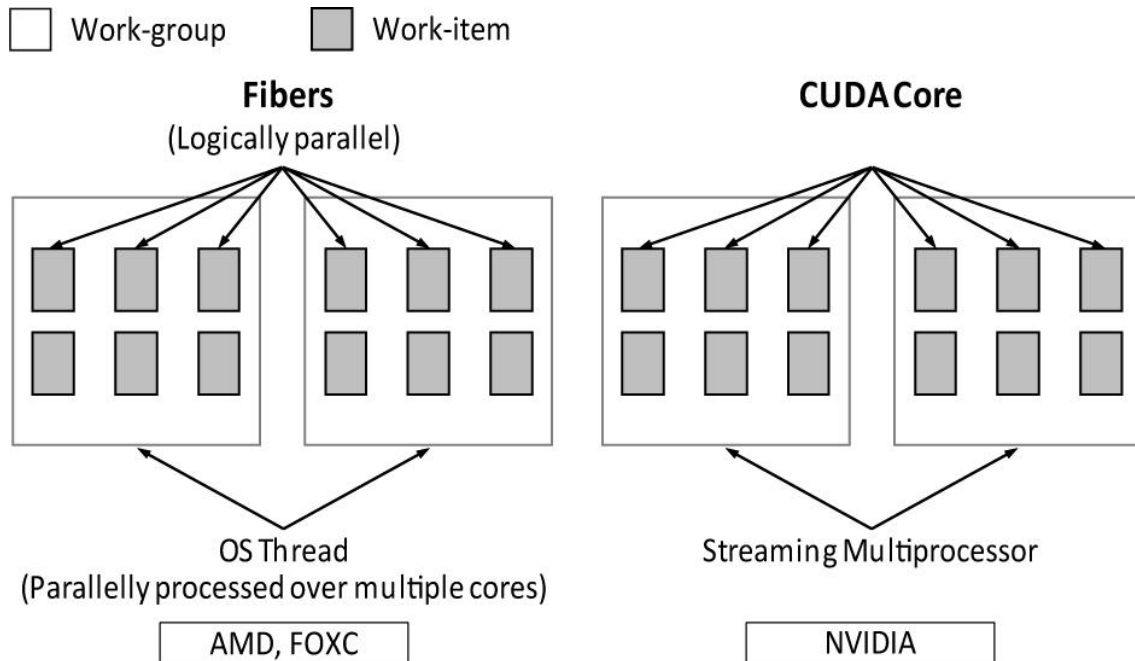 Work-group
Work-item
Fibers
(Logically parallel)
CUDA Core
OS Thread
(Parallelly processed over multiple cores)
Streaming Multiprocessor
AMD, FOXC
NVIDIA